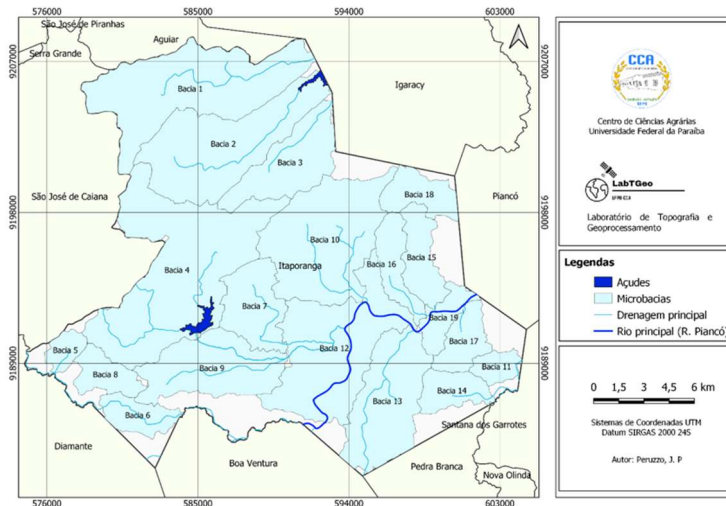 São José de Piranhas
Serra Grande
Aguiar
Igaracy
São José de Caiana
Piancó
Itaporanga
Diamante
Boa Ventura
Pedra Branca
Santana dos Garrotes
Nova Olinda
Bacia 1
Bacia 2
Bacia 3
Bacia 18
Bacia 10
Bacia 4
Bacia 16
Bacia 15
Bacia 7
Bacia 19
Bacia 17
Bacia 12
Bacia 5
Bacia 8
Bacia 9
Bacia 11
Bacia 13
Bacia 14
Bacia 6
576000
585000
594000
603000
9207000
9198000
9189000
576000
585000
594000
603000
9207000
9198000
9189000
CCA
Centro de Ciências Agrárias
Universidade Federal da Paraíba
LabTGeo
UFPB CCA
Laboratório de Topografia e
Geoprocessamento
Legendas
Açudes
Microbacias
Drenagem principal
Rio principal (R. Piancó)
0 1,5 3 4,5 6 km
Sistemas de Coordenadas UTM
Datum SIRGAS 2000 24S
Autor: Peruzzo, J. P